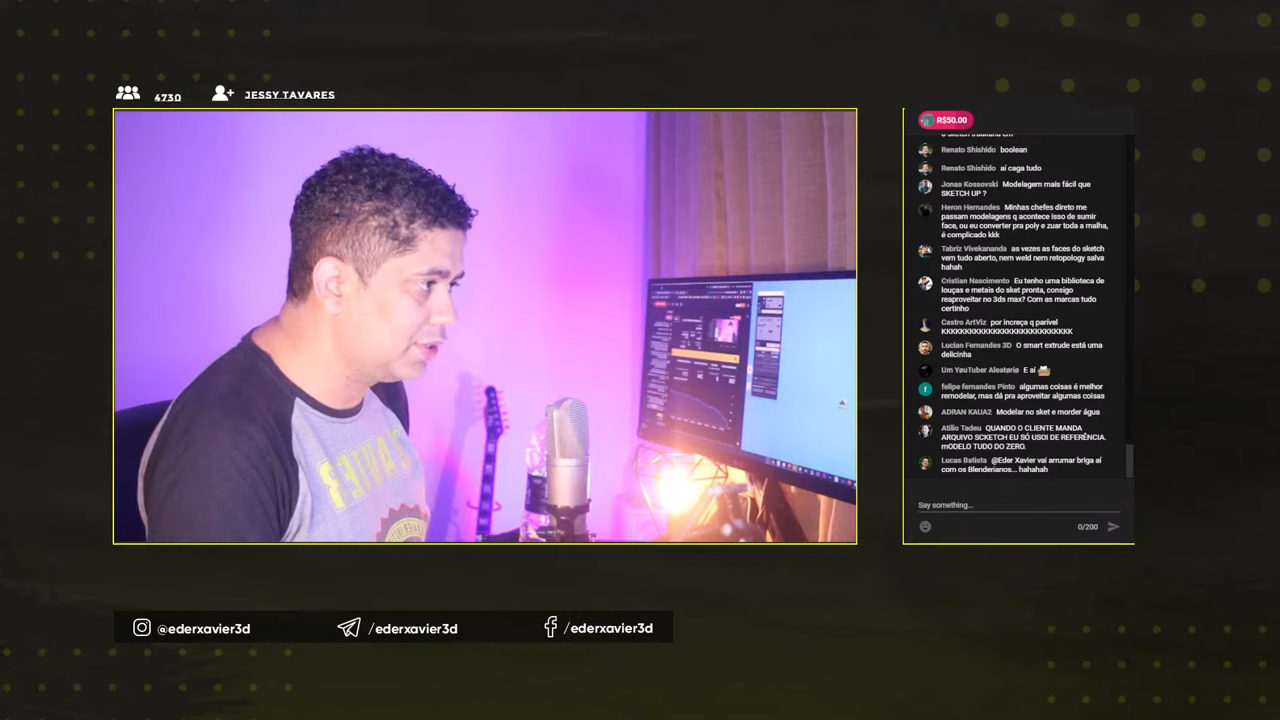 4730
JESSY TAVARES
R$50.00
Renato Shishido boolean
Renato Shishido aí caga tudo
Jonas Kossovski Modelagem mais fácil que
SKETCH UP ?
Heron Hernandes Minhas chefes direto me
passam modelagens q acontece isso de sumir
face, ou eu converter pra poly e zuar toda a malha,
é complicado kkk
Tabriz Vivekananda as vezes as faces do sketch
vem tudo aberto, nem weld nem retopology salva
hahah
Cristian Nascimento Eu tenho uma biblioteca de
louças e metais do sket pronta, consigo
reaproveitar no 3ds max? Com as marcas tudo
certinho
Castro ArtViz por increça q parível
KKKKKKKKKKKKKKKKKKKKKKKKKK
Lucian Fernandes 3D O smart extrude está uma
delicinha
Um YøuTuber Aleatøriø E aí
felipe fernandes Pinto algumas coisas é melhor
remodelar, mas dá pra aproveitar algumas coisas
ADRAN KAUA2 Modelar no sket e morder água
Atílio Tadeu QUANDO O CLIENTE MANDA
ARQUIVO SCKETCH EU SÓ USOI DE REFERÊNCIA.
mODELO TUDO DO ZERO.
Lucas Batista @Eder Xavier vai arrumar briga aí
com os Blenderianos... hahahah
Say something...
0/200
@ederxavier3d
/ederxavier3d
/ederxavier3d